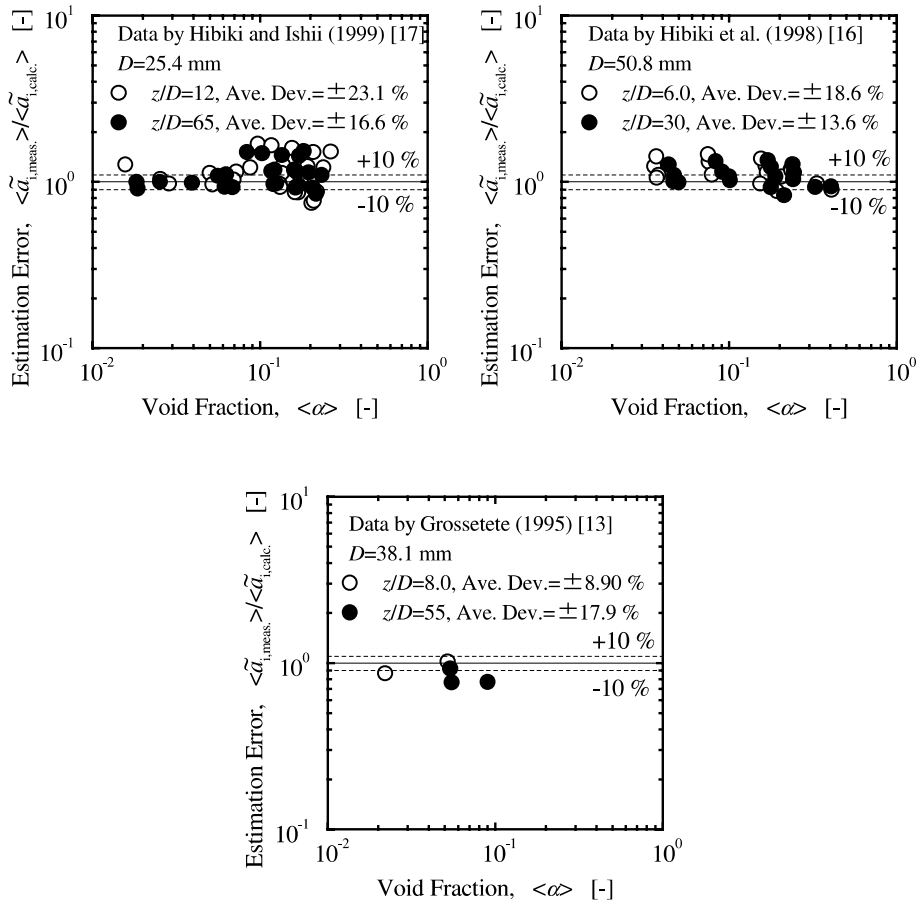 Estimation Error, <ã i,meas.>/<ã i,calc.> [-]
10^1
10^0
10^-1
Data by Hibiki and Ishii (1999) [17]
D=25.4 mm
z/D=12, Ave. Dev.=±23.1 %
z/D=65, Ave. Dev.=±16.6 %
+10 %
-10 %
10^-2
10^-1
10^0
Void Fraction, <α> [-]
Estimation Error, <ã i,meas.>/<ã i,calc.> [-]
10^1
10^0
10^-1
Data by Hibiki et al. (1998) [16]
D=50.8 mm
z/D=6.0, Ave. Dev.=±18.6 %
z/D=30, Ave. Dev.=±13.6 %
+10 %
-10 %
10^-2
10^-1
10^0
Void Fraction, <α> [-]
Estimation Error, <ã i,meas.>/<ã i,calc.> [-]
10^1
10^0
10^-1
Data by Grossetete (1995) [13]
D=38.1 mm
z/D=8.0, Ave. Dev.=±8.90 %
z/D=55, Ave. Dev.=±17.9 %
+10 %
-10 %
10^-2
10^-1
10^0
Void Fraction, <α> [-]